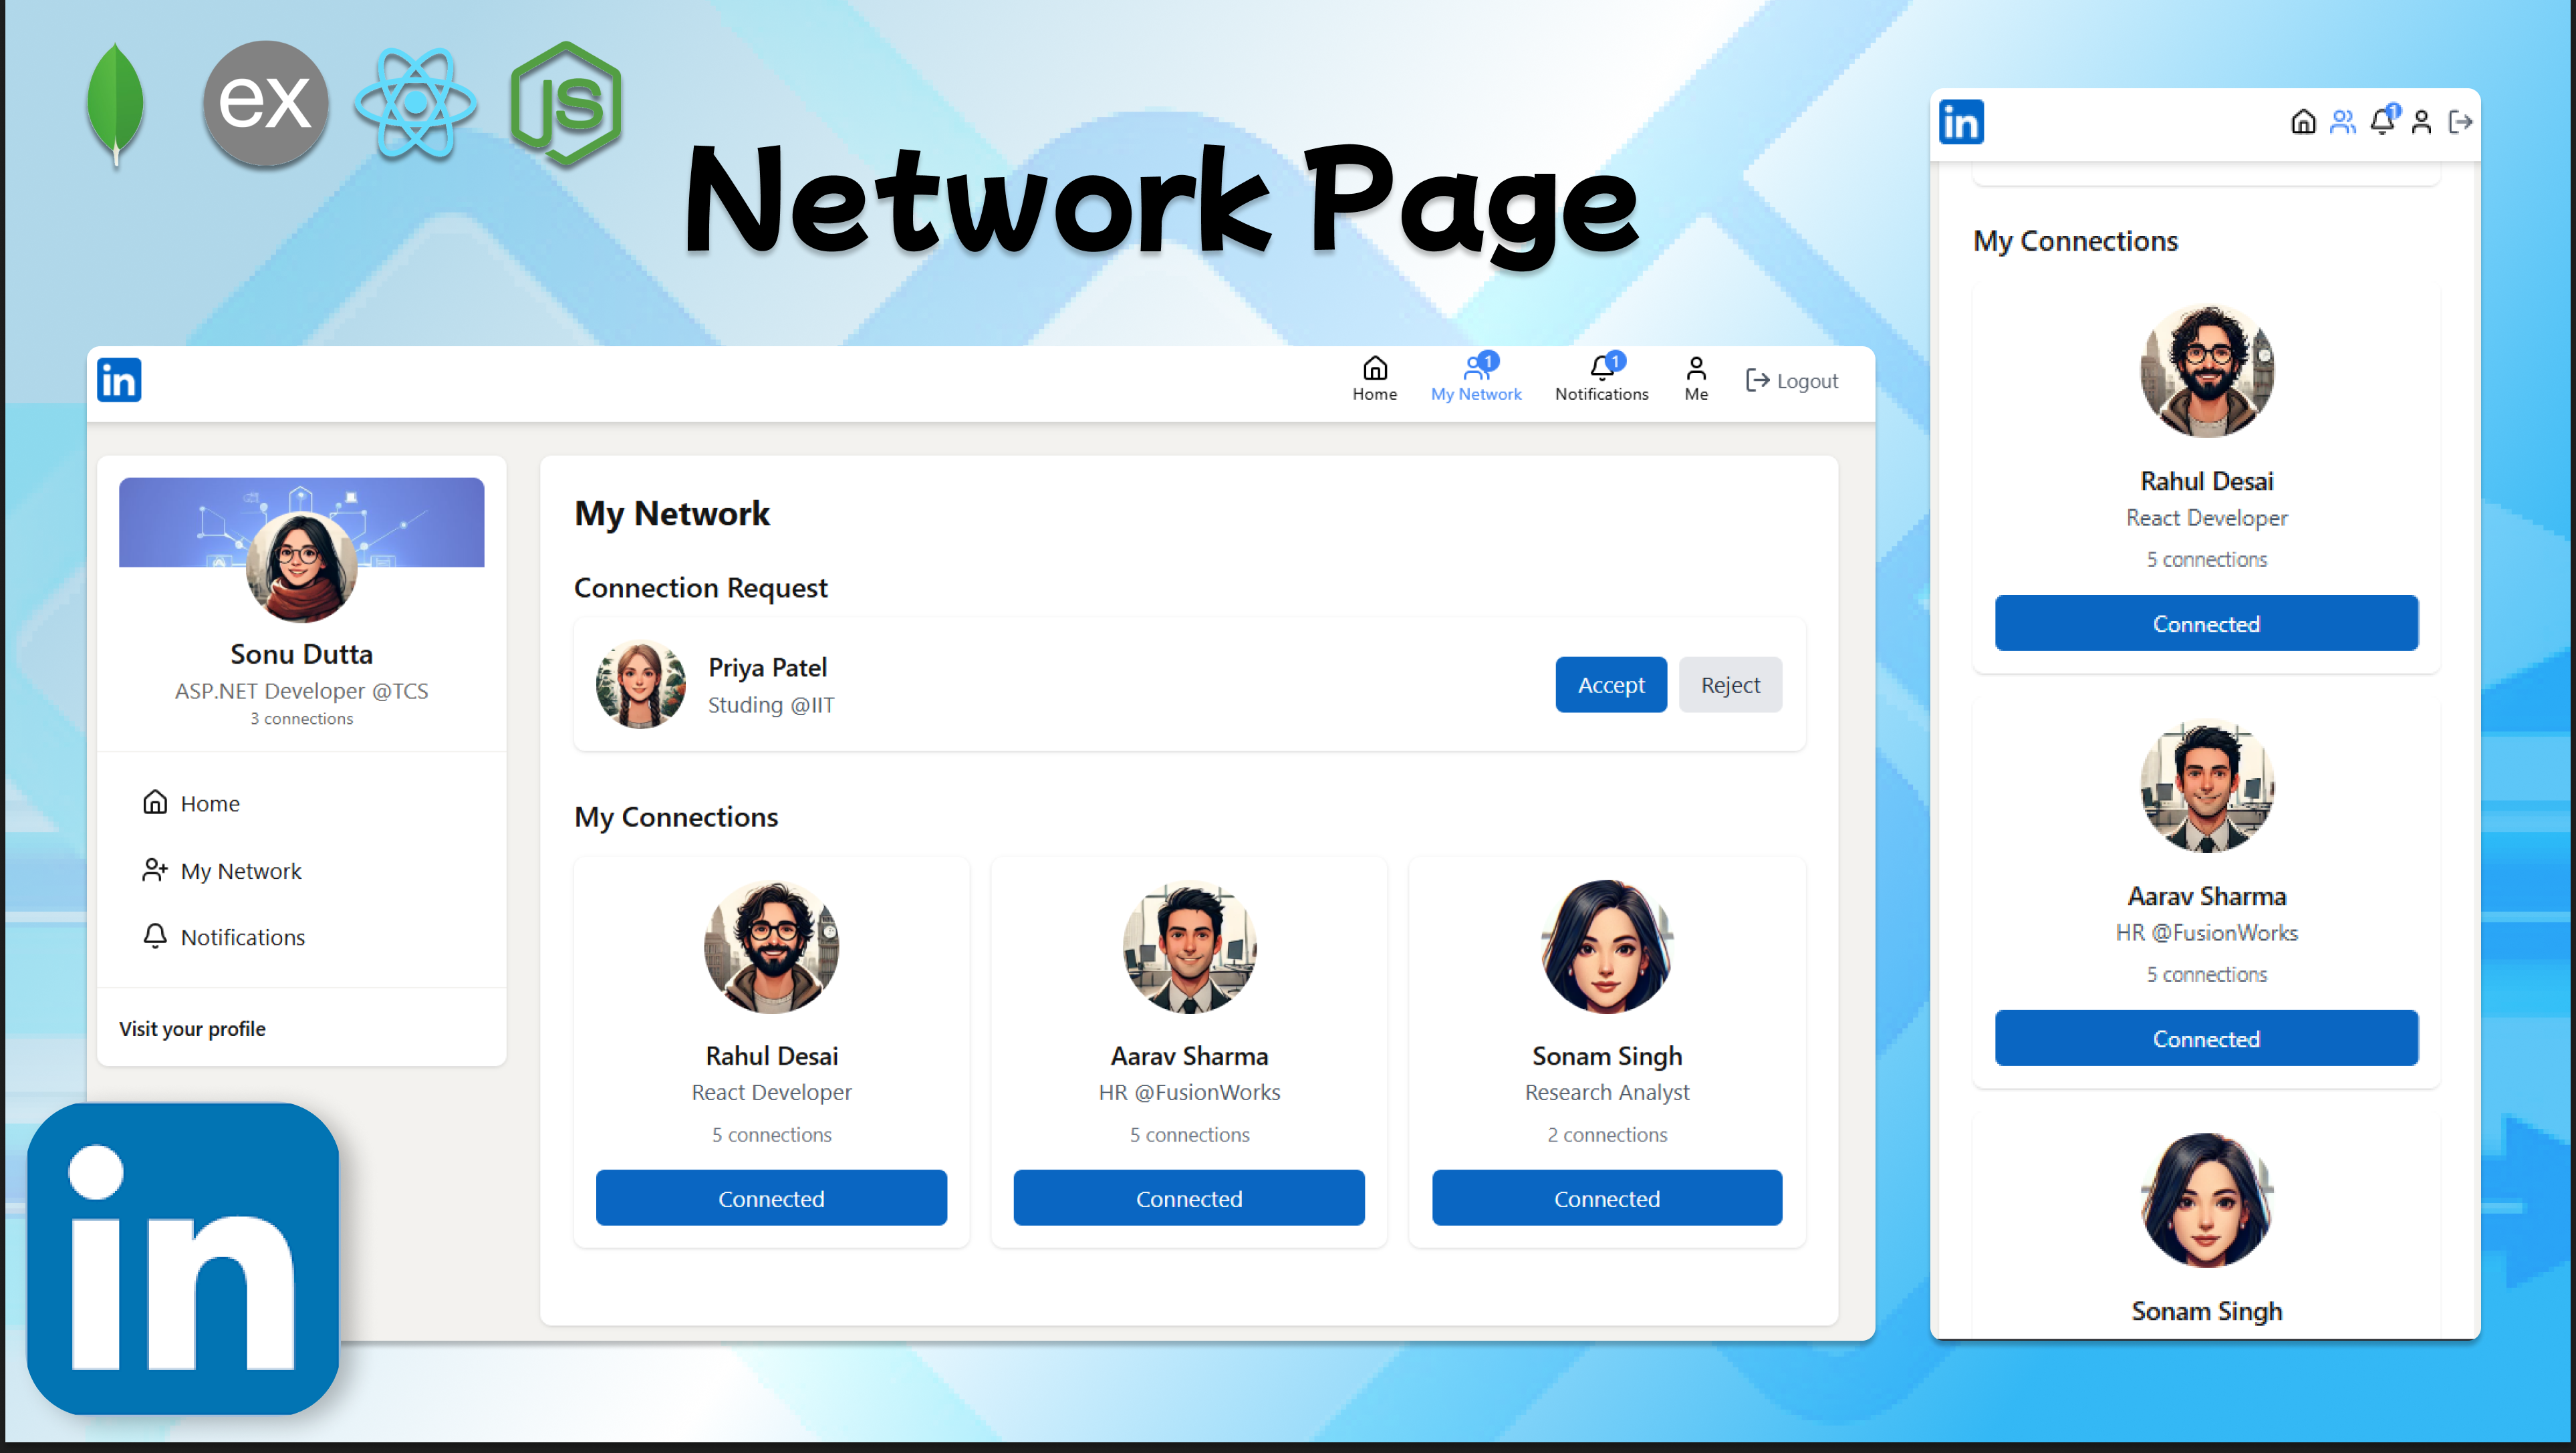 ex
JS
Network Page
in
1
1
Home
My Network
Notifications
Me
Logout
Sonu Dutta
ASP.NET Developer @TCS
3 connections
Home
My Network
Notifications
Visit your profile
My Network
Connection Request
Priya Patel
Studing @IIT
Accept
Reject
My Connections
Rahul Desai
React Developer
5 connections
Connected
Aarav Sharma
HR @FusionWorks
5 connections
Connected
Sonam Singh
Research Analyst
2 connections
Connected
in
in
1
My Connections
Rahul Desai
React Developer
5 connections
Connected
Aarav Sharma
HR @FusionWorks
5 connections
Connected
Sonam Singh